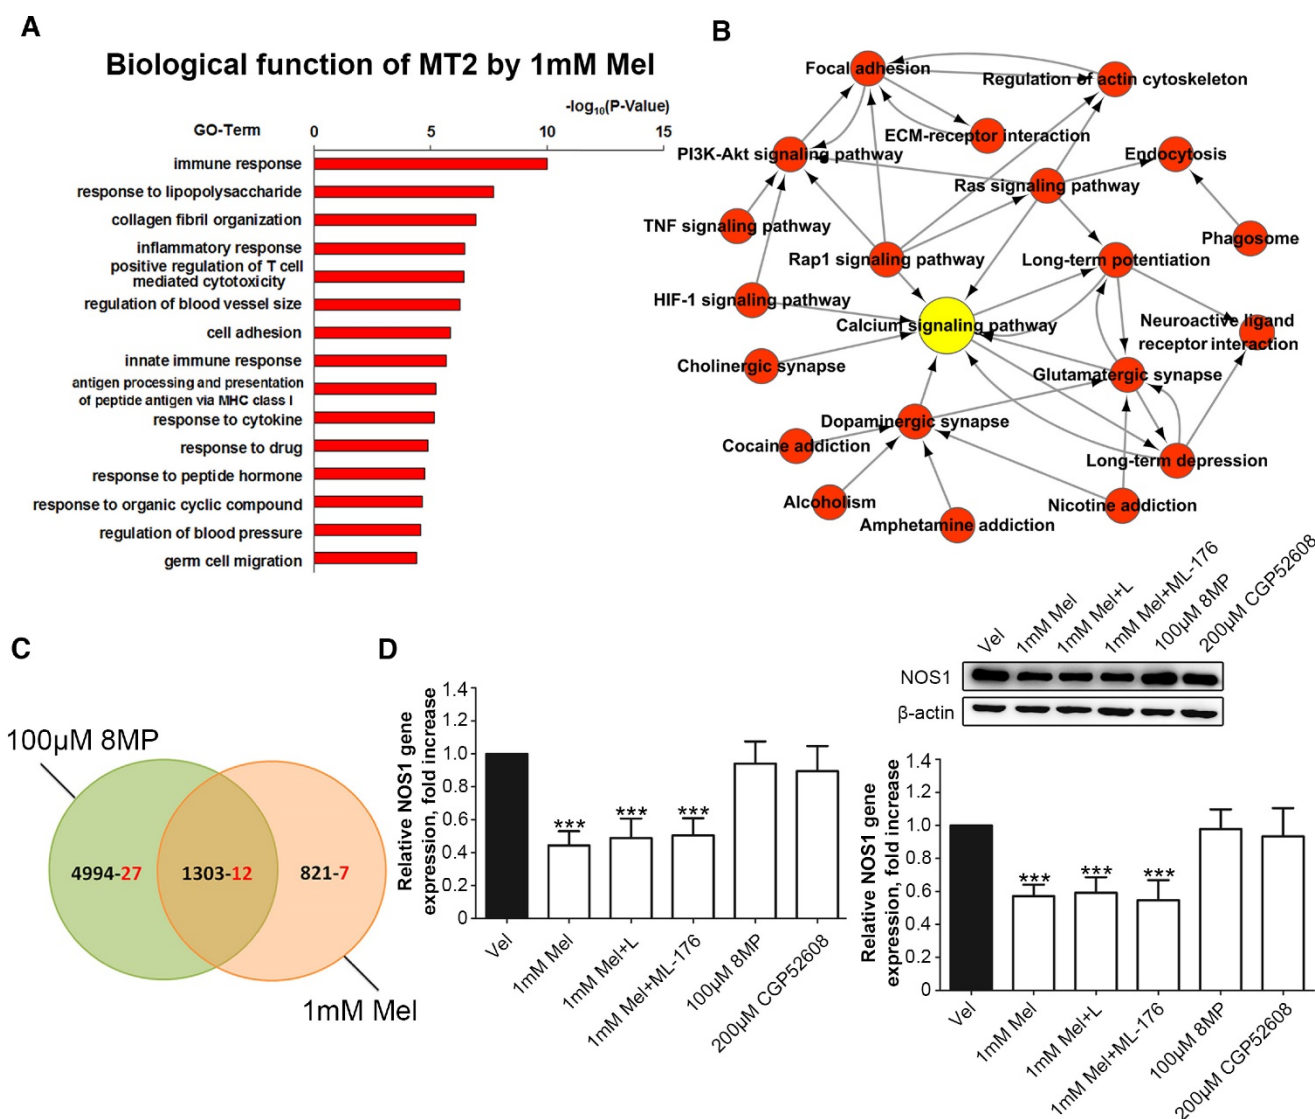 A
Biological function of MT2 by 1mM Mel
-log10(P-Value)
GO-Term
0
5
10
15
immune response
response to lipopolysaccharide
collagen fibril organization
inflammatory response
positive regulation of T cell
mediated cytotoxicity
regulation of blood vessel size
cell adhesion
innate immune response
antigen processing and presentation
of peptide antigen via MHC class I
response to cytokine
response to drug
response to peptide hormone
response to organic cyclic compound
regulation of blood pressure
germ cell migration
B
Focal adhesion
Regulation of actin cytoskeleton
ECM-receptor interaction
PI3K-Akt signaling pathway
Endocytosis
Ras signaling pathway
TNF signaling pathway
Phagosome
Rap1 signaling pathway
Long-term potentiation
HIF-1 signaling pathway
Calcium signaling pathway
Neuroactive ligand
receptor interaction
Cholinergic synapse
Glutamatergic synapse
Dopaminergic synapse
Cocaine addiction
Long-term depression
Alcoholism
Nicotine addiction
Amphetamine addiction
C
100μM 8MP
4994-27
1303-12
821-7
1mM Mel
D
Relative NOS1 gene
expression, fold increase
1.4
1.2
1.0
0.8
0.6
0.4
0.2
0
***
***
***
Vel
1mM Mel
1mM Mel+L
1mM Mel+ML-176
100μM 8MP
200μM CGP52608
Vel
1mM Mel
1mM Mel+L
1mM Mel+ML-176
100μM 8MP
200μM CGP52608
NOS1
β-actin
Relative NOS1 gene
expression, fold increase
1.4
1.2
1.0
0.8
0.6
0.4
0.2
0
***
***
***
Vel
1mM Mel
1mM Mel+L
1mM Mel+ML-176
100μM 8MP
200μM CGP52608